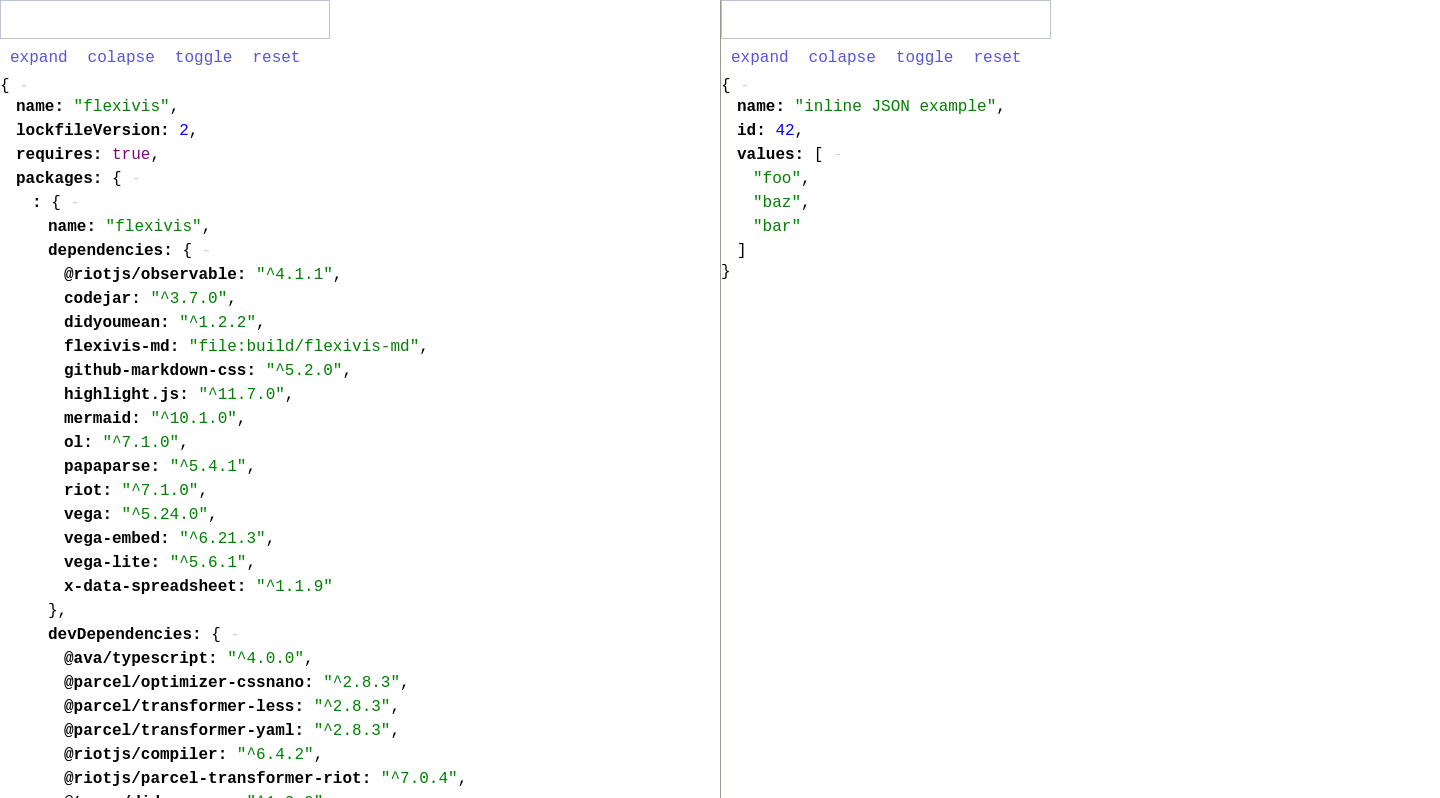 expand colapse toggle reset
{ -
name: "flexivis",
lockfileVersion: 2,
requires: true,
packages: { -
: { -
name: "flexivis",
dependencies: { -
@riotjs/observable: "^4.1.1",
codejar: "^3.7.0",
didyoumean: "^1.2.2",
flexivis-md: "file:build/flexivis-md",
github-markdown-css: "^5.2.0",
highlight.js: "^11.7.0",
mermaid: "^10.1.0",
ol: "^7.1.0",
papaparse: "^5.4.1",
riot: "^7.1.0",
vega: "^5.24.0",
vega-embed: "^6.21.3",
vega-lite: "^5.6.1",
x-data-spreadsheet: "^1.1.9"
},
devDependencies: { -
@ava/typescript: "^4.0.0",
@parcel/optimizer-cssnano: "^2.8.3",
@parcel/transformer-less: "^2.8.3",
@parcel/transformer-yaml: "^2.8.3",
@riotjs/compiler: "^6.4.2",
@riotjs/parcel-transformer-riot: "^7.0.4",
expand colapse toggle reset
{ -
name: "inline JSON example",
id: 42,
values: [ -
"foo",
"baz",
"bar"
]
}